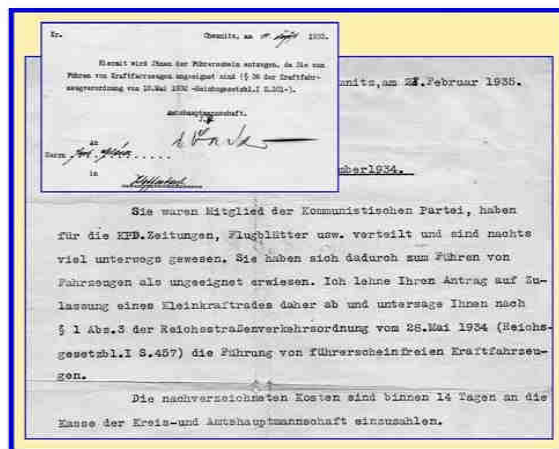 Nr.
Chemnitz, am
1933.
Hiermit wird Ihnen der Führerschein entzogen, da Sie zum
Führen von Kraftfahrzeugen ungeeignet sind (§ 36 der Kraftfahr-
zeugverordnung vom 10.Mai 1932 -Reichsgesetzbl.I S.201-).
Amtshauptmannschaft.
An
Herrn
in
nitz,am 21.Februar 1935.
mber1934.
Sie waren Mitglied der Kommunistischen Partei, haben
für die KPD.Zeitungen, Flugblätter usw. verteilt und sind nachts
viel unterwegs gewesen. Sie haben sich dadurch zum Führen von
Fahrzeugen als ungeeignet erwiesen. Ich lehne Ihren Antrag auf Zu-
lassung eines Kleinkraftrades daher ab und untersage Ihnen nach
§ 1 Abs.3 der Reichsstraßenverkehrsordnung vom 28.Mai 1934 (Reichs-
gesetzbl.I S.457) die Führung von führerscheinfreien Kraftfahrzeu-
gen.
Die nachverzeichneten Kosten sind binnen 14 Tagen an die
Kasse der Kreis-und Amtshauptmannschaft einzuzahlen.